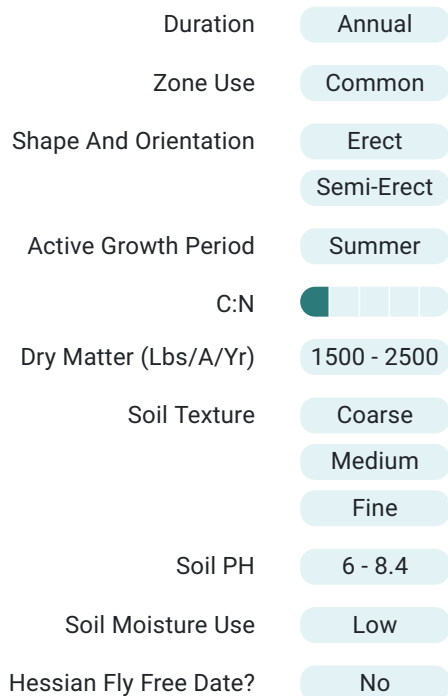 Duration Annual
Zone Use Common
Shape And Orientation Erect
Semi-Erect
Active Growth Period Summer
C:N
Dry Matter (Lbs/A/Yr) 1500 - 2500
Soil Texture Coarse
Medium
Fine
Soil PH 6 - 8.4
Soil Moisture Use Low
Hessian Fly Free Date? No